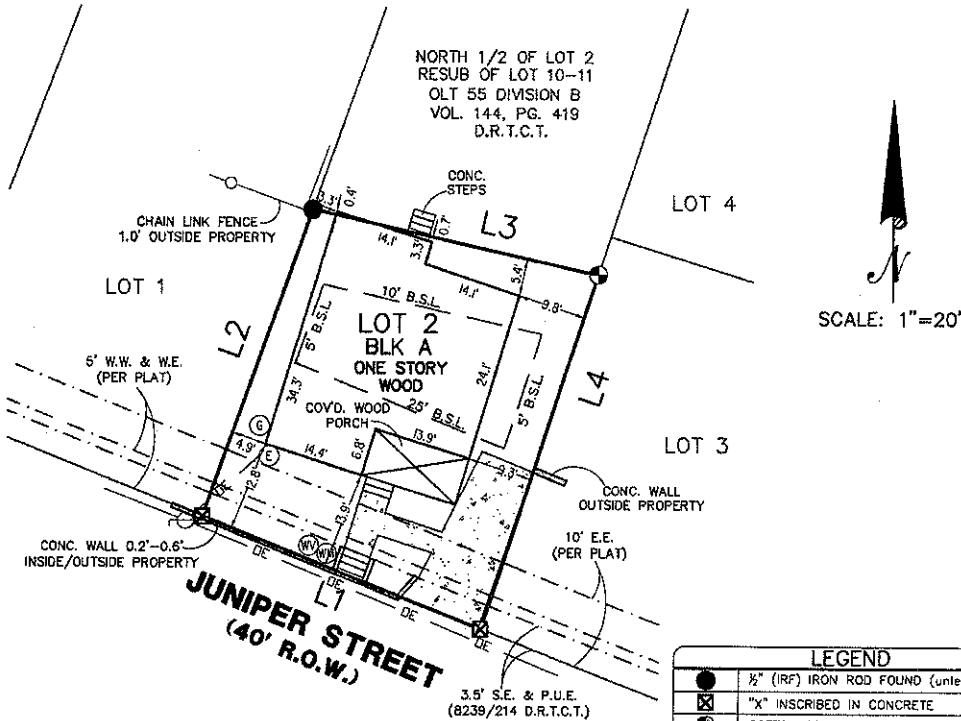 NORTH 1/2 OF LOT 2
RESUB OF LOT 10-11
OLT 55 DIVISION B
VOL. 144, PG. 419
D.R.T.C.T.
CONC.
STEPS
LOT 4
N
SCALE: 1"=20'
CHAIN LINK FENCE
1.0' OUTSIDE PROPERTY
0.4'
0.7'
14.1'
3.3'
L3
5.4'
14.1'
9.8'
LOT 1
L2
10' B.S.L.
5' B.S.L.
LOT 2
BLK A
ONE STORY
WOOD
24.1'
5' B.S.L.
L4
34.3'
25' B.S.L.
5' W.W. & W.E.
(PER PLAT)
COV'D. WOOD
PORCH
13.9'
6.8'
LOT 3
G
E
4.9'
14.4'
9.3'
12.8'
13.9'
CONC. WALL
OUTSIDE PROPERTY
OE
WV
WM
10' E.E.
(PER PLAT)
CONC. WALL 0.2'-0.6'
INSIDE/OUTSIDE PROPERTY
OE
OE
OE
OE
L1
JUNIPER STREET
(40' R.O.W.)
3.5' S.E. & P.U.E.
(8239/214 D.R.T.C.T.)
LEGEND
½" (IRF) IRON ROD FOUND
"X" INSCRIBED IN CONCRETE